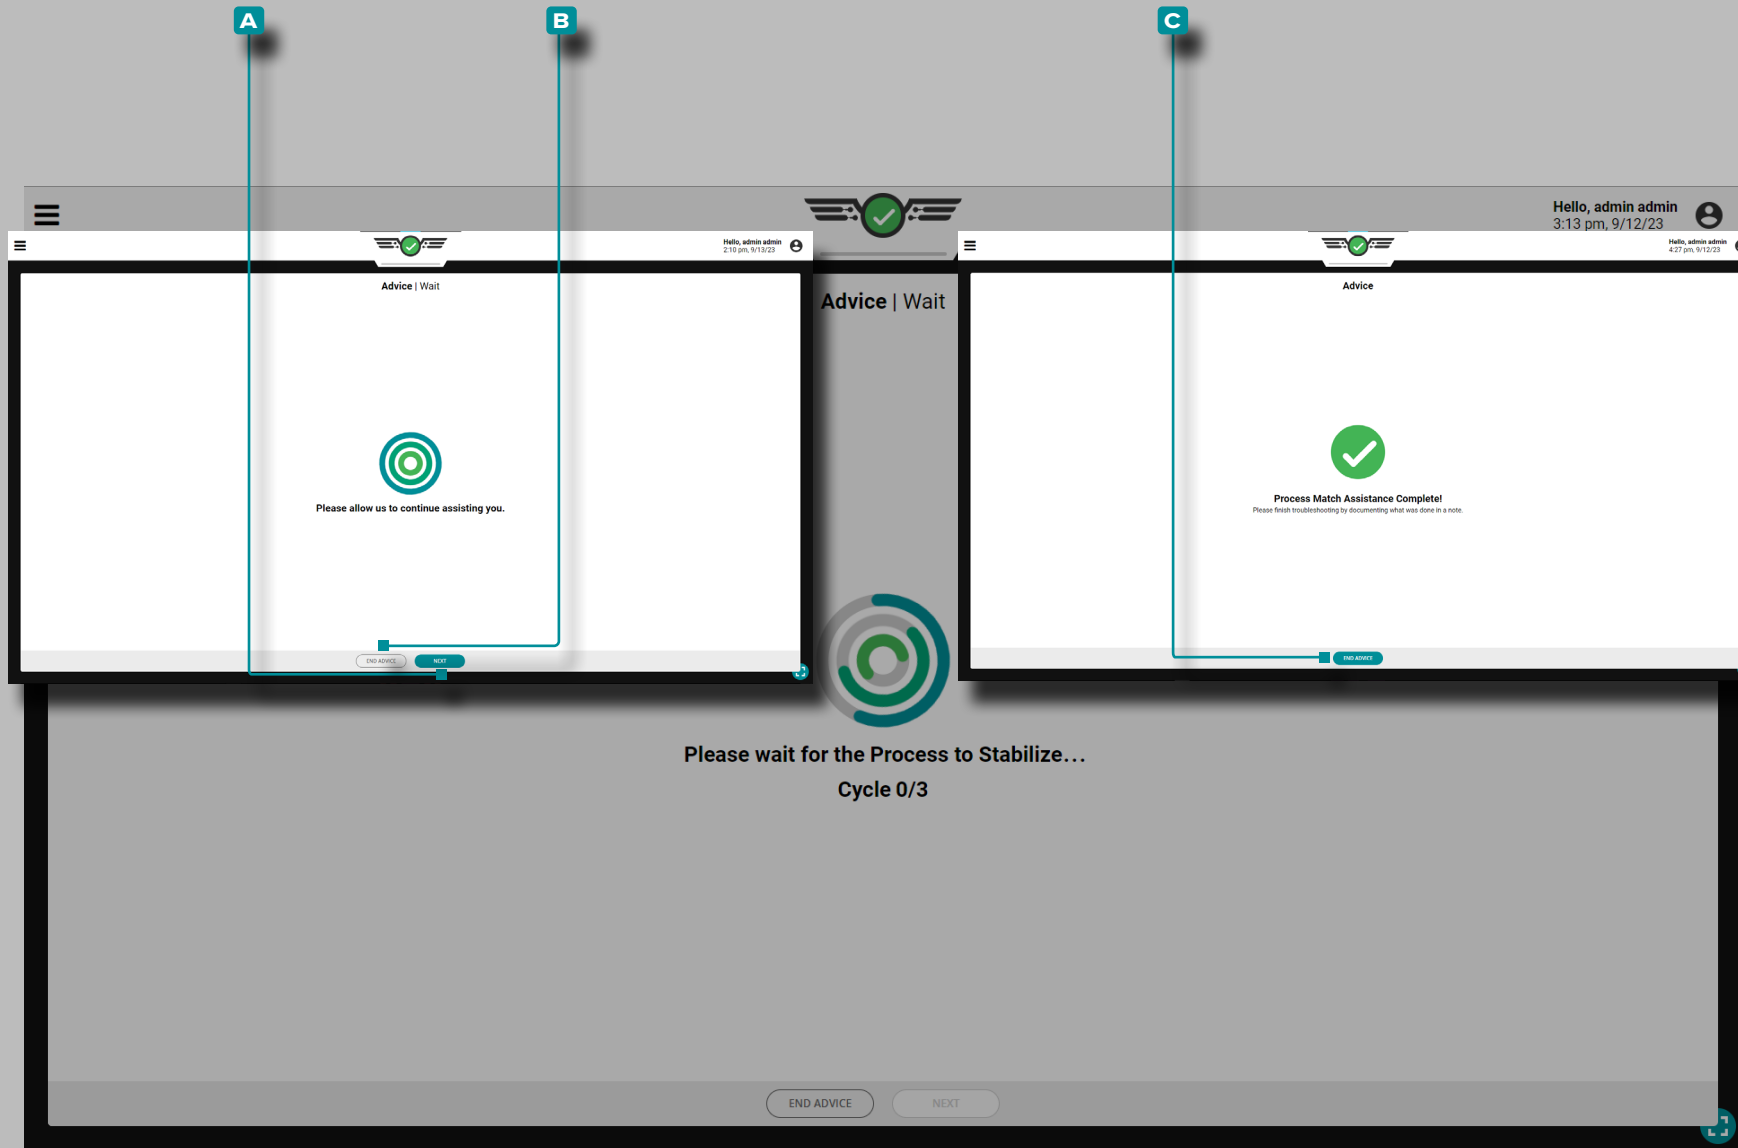 A
B
C
Hello, admin admin
3:13 pm, 9/12/23
Hello, admin admin
2:10 pm, 9/13/23
Advice | Wait
Please allow us to continue assisting you.
END ADVICE
NEXT
Hello, admin admin
4:27 pm, 9/12/23
Advice
Process Match Assistance Complete!
Please finish troubleshooting by documenting what was done in a note.
END ADVICE
Advice | Wait
Please wait for the Process to Stabilize...
Cycle 0/3
END ADVICE
NEXT